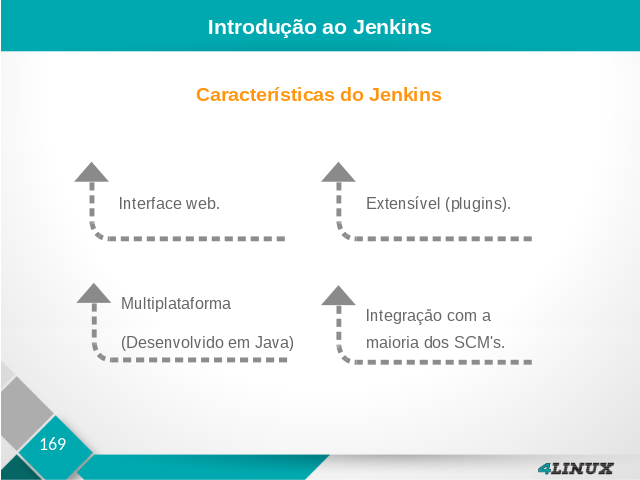 Introdução ao Jenkins
Características do Jenkins
Interface web.
Extensível (plugins).
Multiplataforma
(Desenvolvido em Java)
Integração com a
maioria dos SCM's.
169
4LINUX